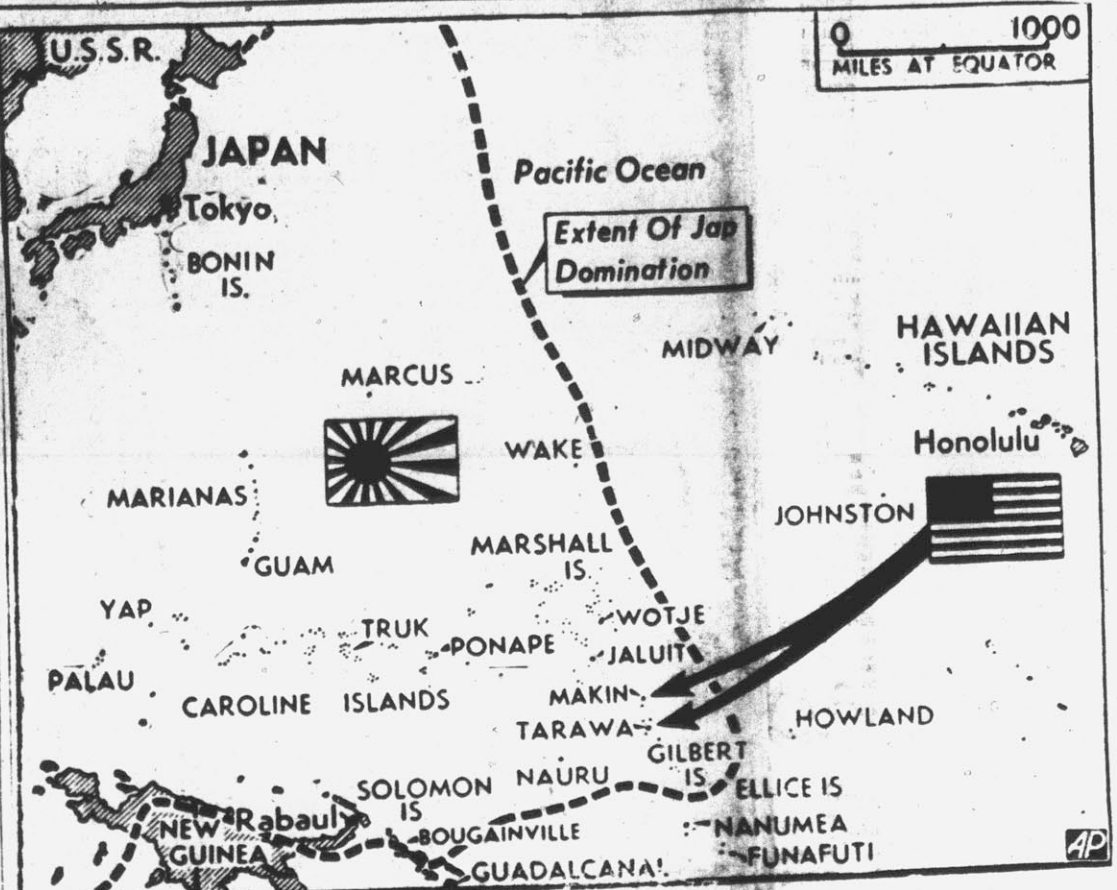 U.S.S.R.
0 1000
MILES AT EQUATOR
JAPAN
Pacific Ocean
Tokyo
Extent Of Jap
Domination
BONIN
IS.
HAWAIIAN
ISLANDS
MIDWAY
MARCUS
Honolulu
WAKE
MARIANAS
JOHNSTON
MARSHALL
IS.
GUAM
YAP
WOTJE
TRUK
PONAPE
JALUIT
PALAU
MAKIN
CAROLINE ISLANDS
TARAWA
HOWLAND
GILBERT
IS.
NAURU
SOLOMON
IS
ELLICE IS
NEW
GUINEA
Rabaul
BOUGAINVILLE
NANUMEA
FUNAFUTI
GUADALCANAL
AP